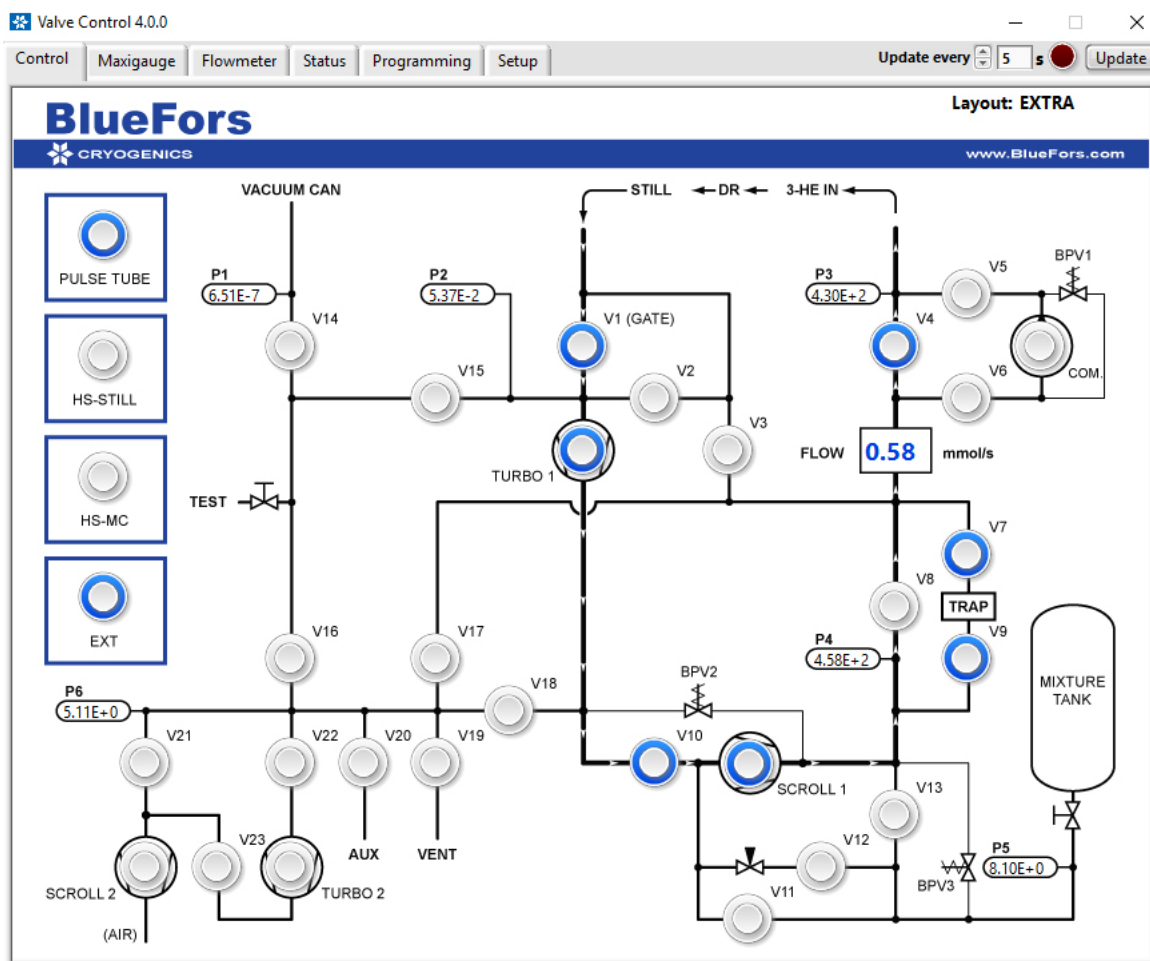 Valve Control 4.0.0
Control Maxigauge Flowmeter Status Programming Setup Update every 5 s Update
BlueFors Layout: EXTRA
CRYOGENICS www.BlueFors.com
VACUUM CAN STILL DR 3-HE IN
PULSE TUBE
P1
6.51E-7
P2
5.37E-2
P3
4.30E+2
V5
BPV1
V14
V1 (GATE)
V4
HS-STILL
V15
V2
V6
COM.
V3
FLOW 0.58 mmol/s
TURBO 1
TEST
HS-MC
V7
V8
TRAP
EXT
V16
V17
P4
4.58E+2
V9
MIXTURE
TANK
P6
5.11E+0
V18
BPV2
V21
V22
V20
V19
V10
SCROLL 1
V13
V23
AUX
VENT
V12
P5
8.10E+0
SCROLL 2
TURBO 2
V11
BPV3
(AIR)